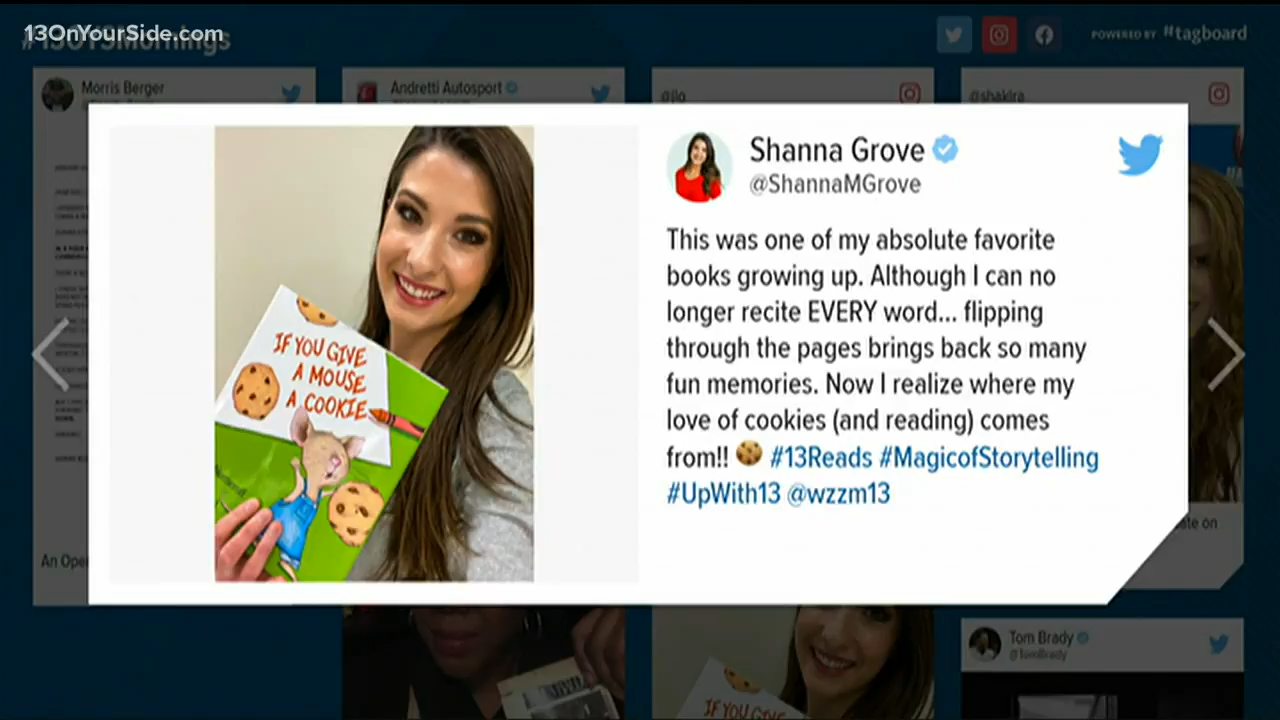 13OnYourSide.com
#13OYSMornings
POWERED BY #tagboard
Morris Berger
Andretti Autosport
@jlo
@shakira
IF YOU GIVE
A MOUSE
A COOKIE
Shanna Grove
@ShannaMGrove
This was one of my absolute favorite
books growing up. Although I can no
longer recite EVERY word... flipping
through the pages brings back so many
fun memories. Now I realize where my
love of cookies (and reading) comes
from!! 🍪 #13Reads #MagicofStorytelling
#UpWith13 @wzzm13
An Ope
ate on
Tom Brady
@TomBrady
IF YOU GIVE